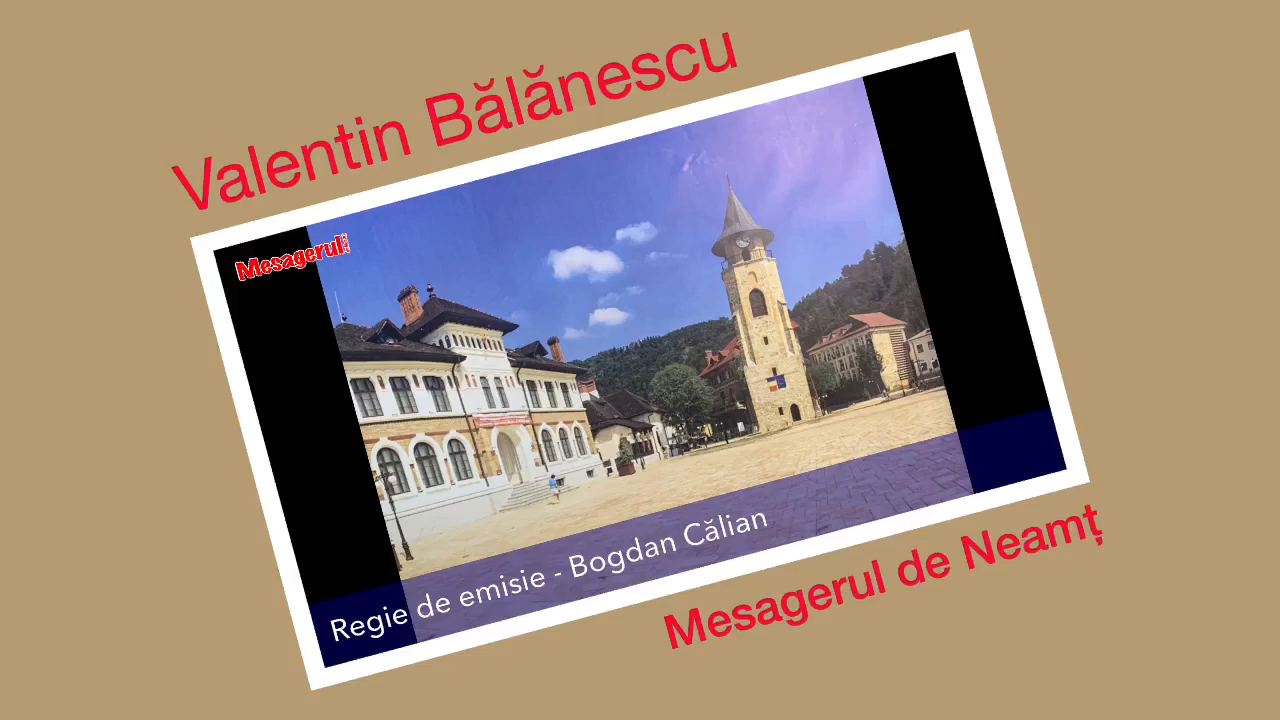 Valentin Bălănescu
Mesagerul
Regie de emisie - Bogdan Călian
Mesagerul de Neamț